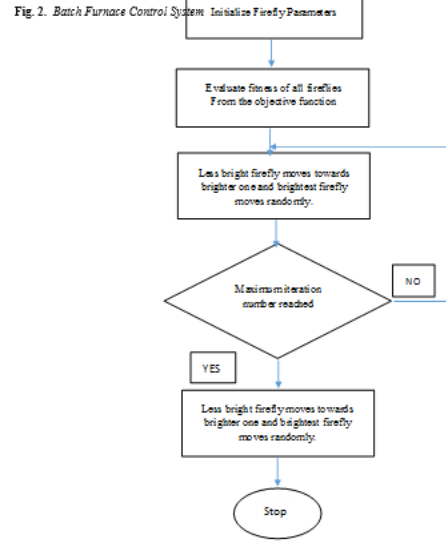 Fig. 2. Batch Furnace Control System
Initialize Firefly Parameters
Evaluate fitness of all fireflies
From the objective function
Less bright firefly moves towards
brighter one and brightest firefly
moves randomly.
Maximum iteration
number reached
NO
YES
Less bright firefly moves towards
brighter one and brightest firefly
moves randomly.
Stop